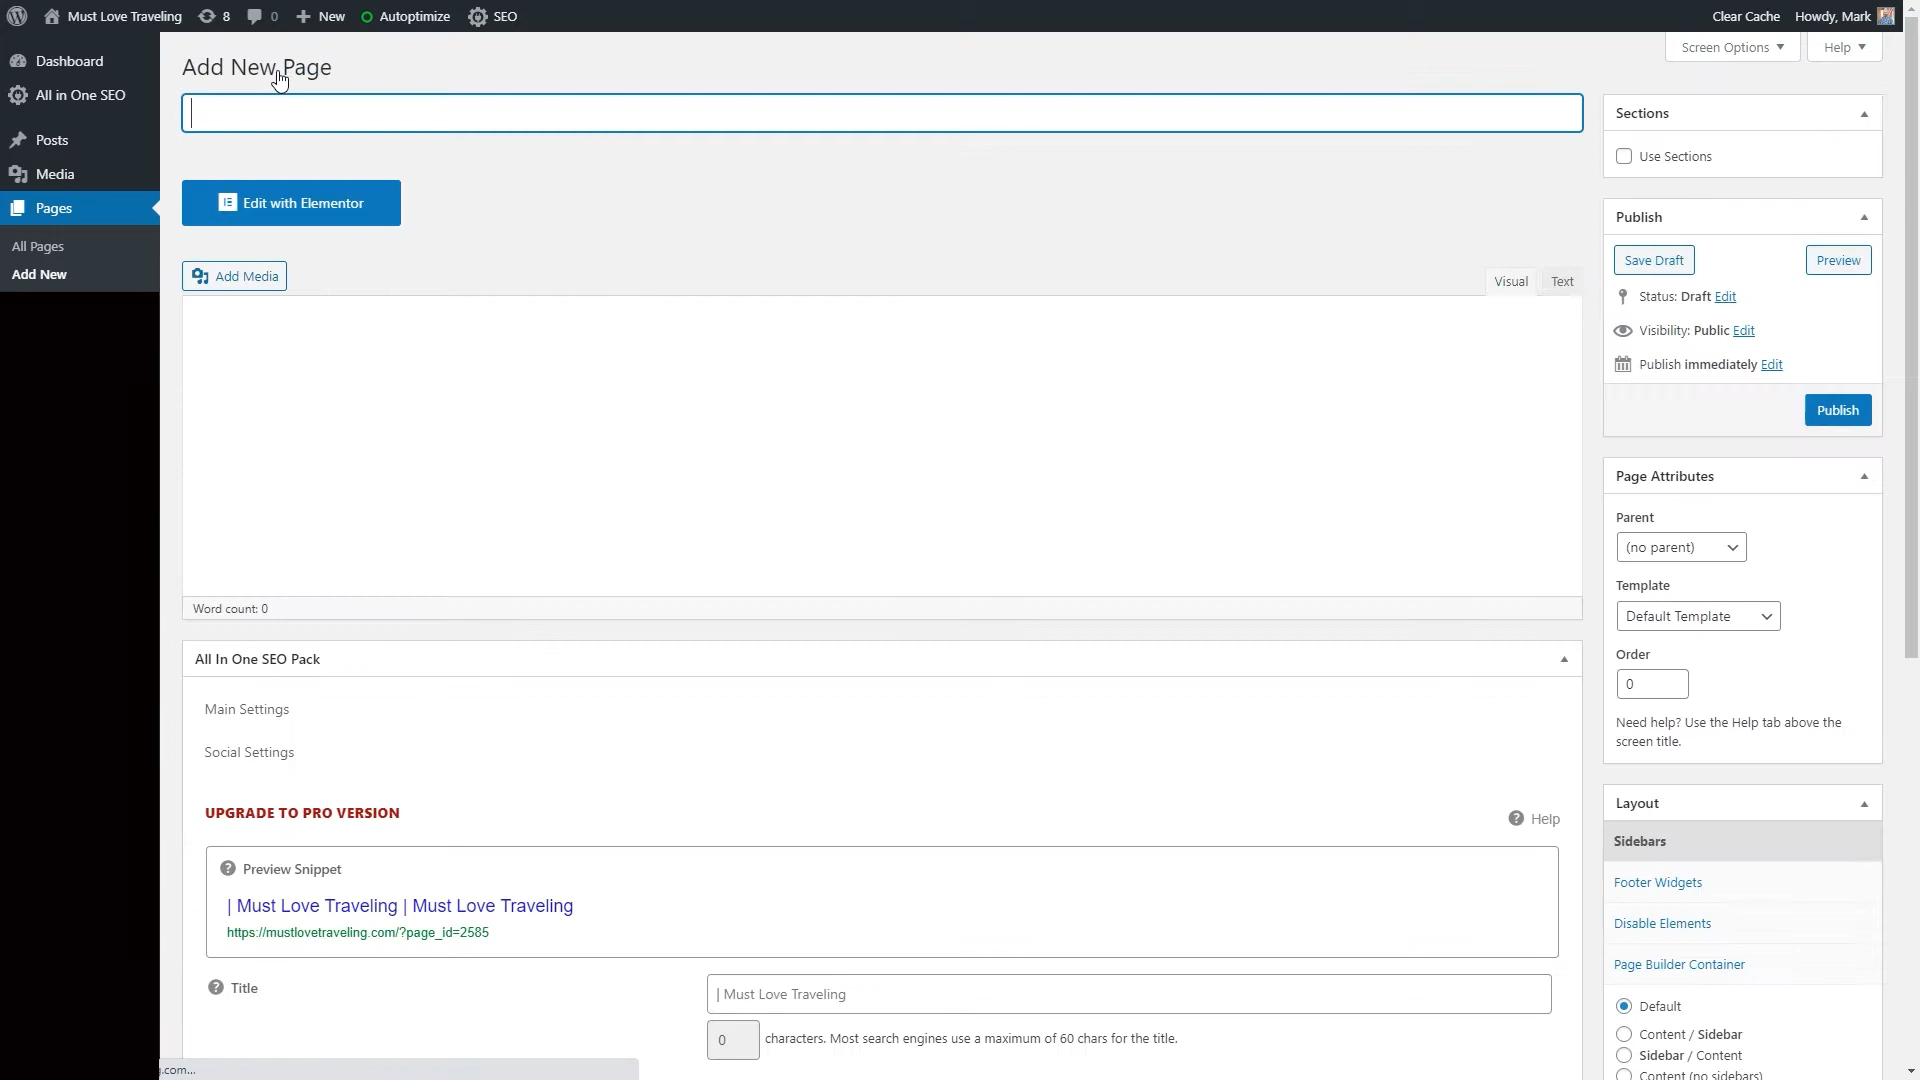 Must Love Traveling
8
0
New
Autoptimize
SEO
Clear Cache
Howdy, Mark
Dashboard
All in One SEO
Posts
Media
Pages
All Pages
Add New
Add New Page
Screen Options
Help
Edit with Elementor
Add Media
Visual
Text
Word count: 0
All In One SEO Pack
Main Settings
Social Settings
UPGRADE TO PRO VERSION
Help
Preview Snippet
| Must Love Traveling | Must Love Traveling
https://mustlovetraveling.com/?page_id=2585
Title
| Must Love Traveling
0
characters. Most search engines use a maximum of 60 chars for the title.
Sections
Use Sections
Publish
Save Draft
Preview
Status: Draft Edit
Visibility: Public Edit
Publish immediately Edit
Publish
Page Attributes
Parent
(no parent)
Template
Default Template
Order
0
Need help? Use the Help tab above the
screen title.
Layout
Sidebars
Footer Widgets
Disable Elements
Page Builder Container
Default
Content / Sidebar
Sidebar / Content
Content (no sidebars)
g.com...